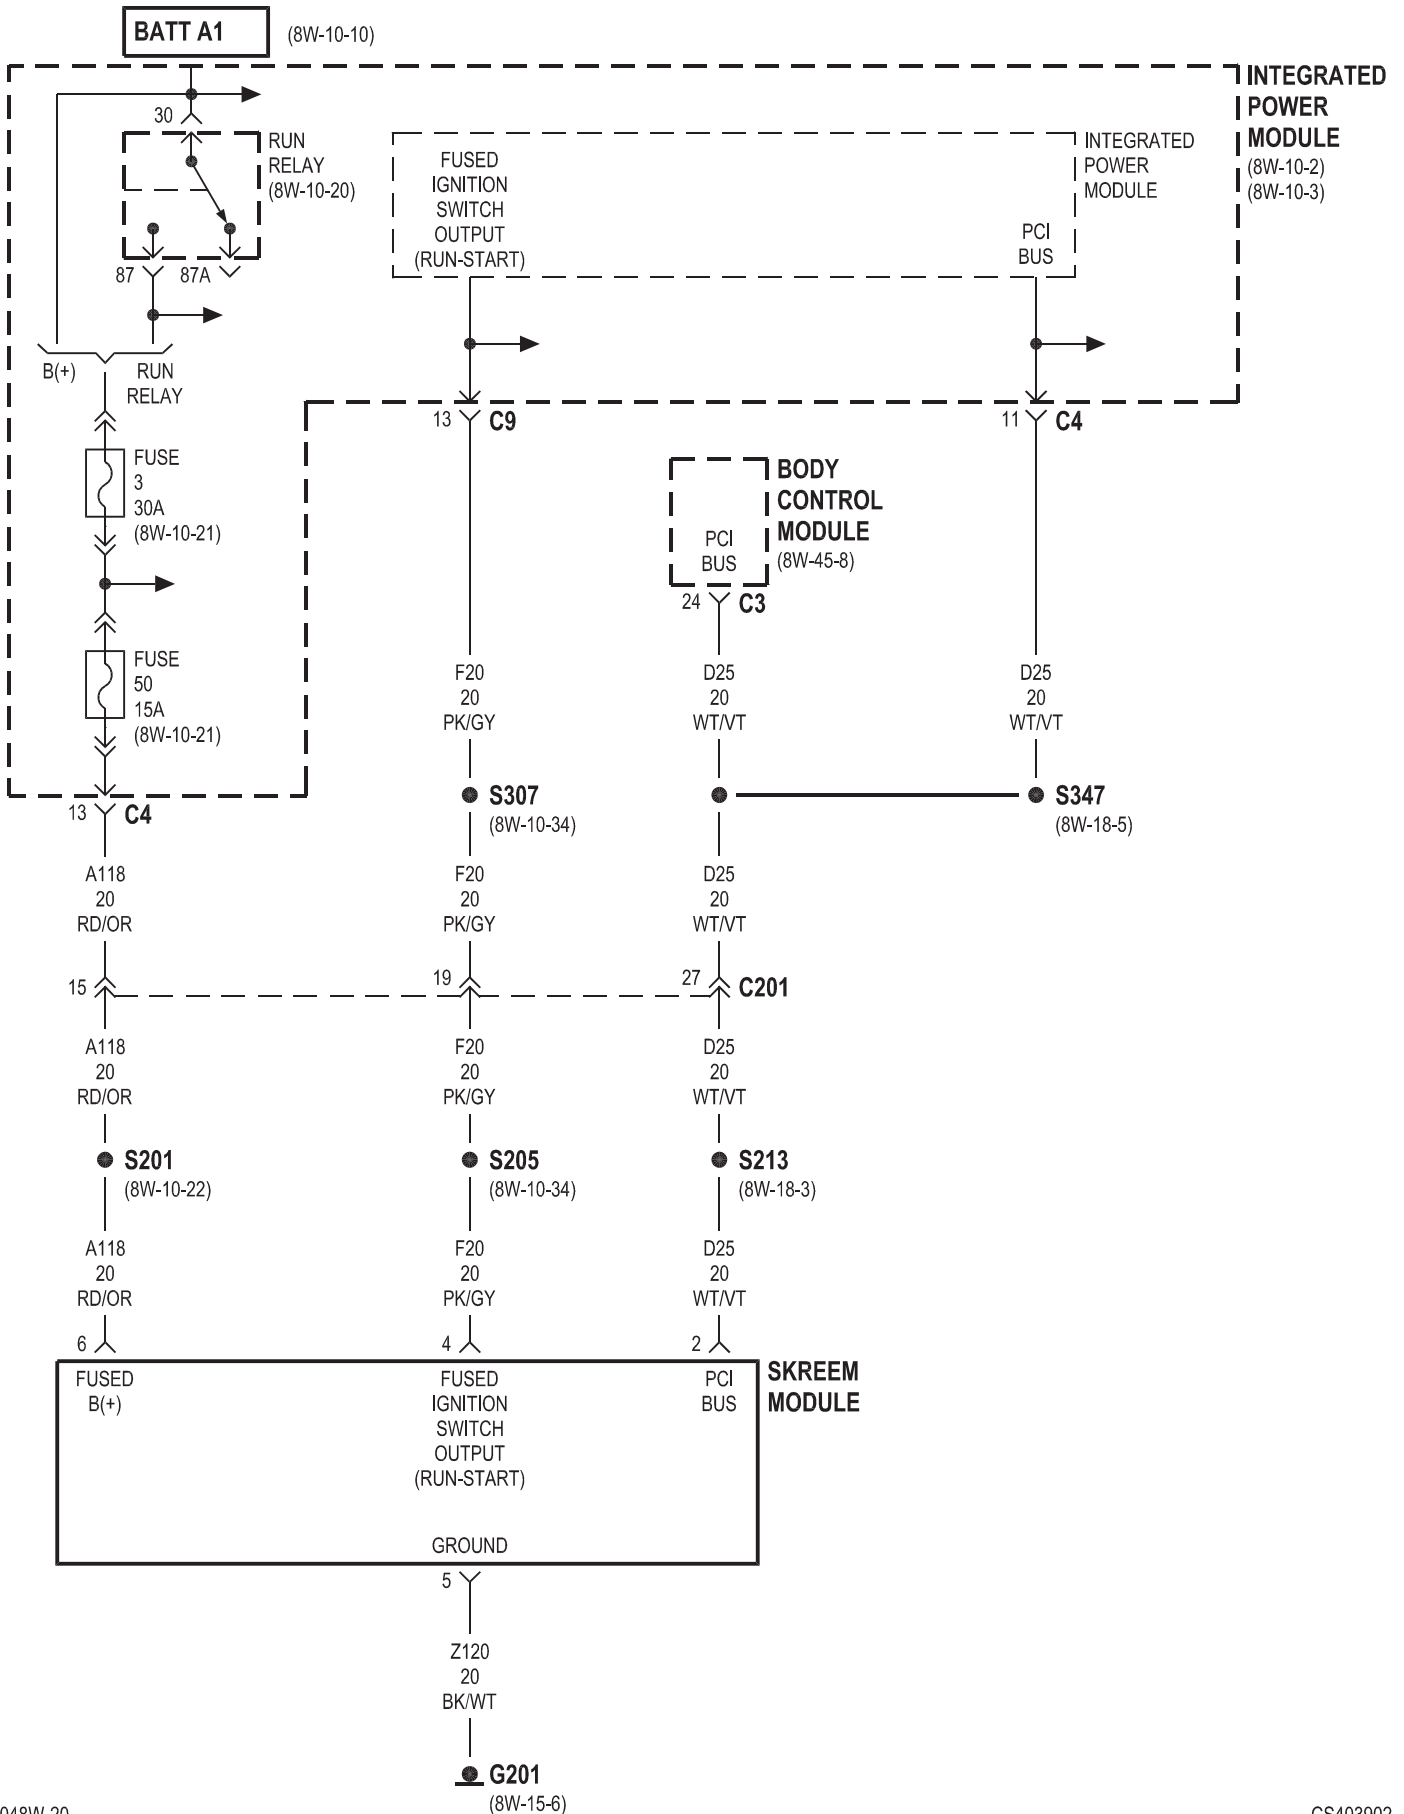 BATT A1
(8W-10-10)
INTEGRATED
POWER
MODULE
(8W-10-2)
(8W-10-3)
30
RUN
RELAY
(8W-10-20)
87
87A
FUSED
IGNITION
SWITCH
OUTPUT
(RUN-START)
PCI
BUS
INTEGRATED
POWER
MODULE
B(+)
RUN
RELAY
13
C9
11
C4
FUSE
3
30A
(8W-10-21)
BODY
CONTROL
MODULE
(8W-45-8)
PCI
BUS
24
C3
FUSE
50
15A
(8W-10-21)
F20
20
PK/GY
D25
20
WT/VT
D25
20
WT/VT
13
C4
S307
(8W-10-34)
S347
(8W-18-5)
A118
20
RD/OR
F20
20
PK/GY
D25
20
WT/VT
15
19
27
C201
A118
20
RD/OR
F20
20
PK/GY
D25
20
WT/VT
S201
(8W-10-22)
S205
(8W-10-34)
S213
(8W-18-3)
A118
20
RD/OR
F20
20
PK/GY
D25
20
WT/VT
6
4
2
FUSED
B(+)
FUSED
IGNITION
SWITCH
OUTPUT
(RUN-START)
PCI
BUS
SKREEM
MODULE
GROUND
5
Z120
20
BK/WT
G201
(8W-15-6)